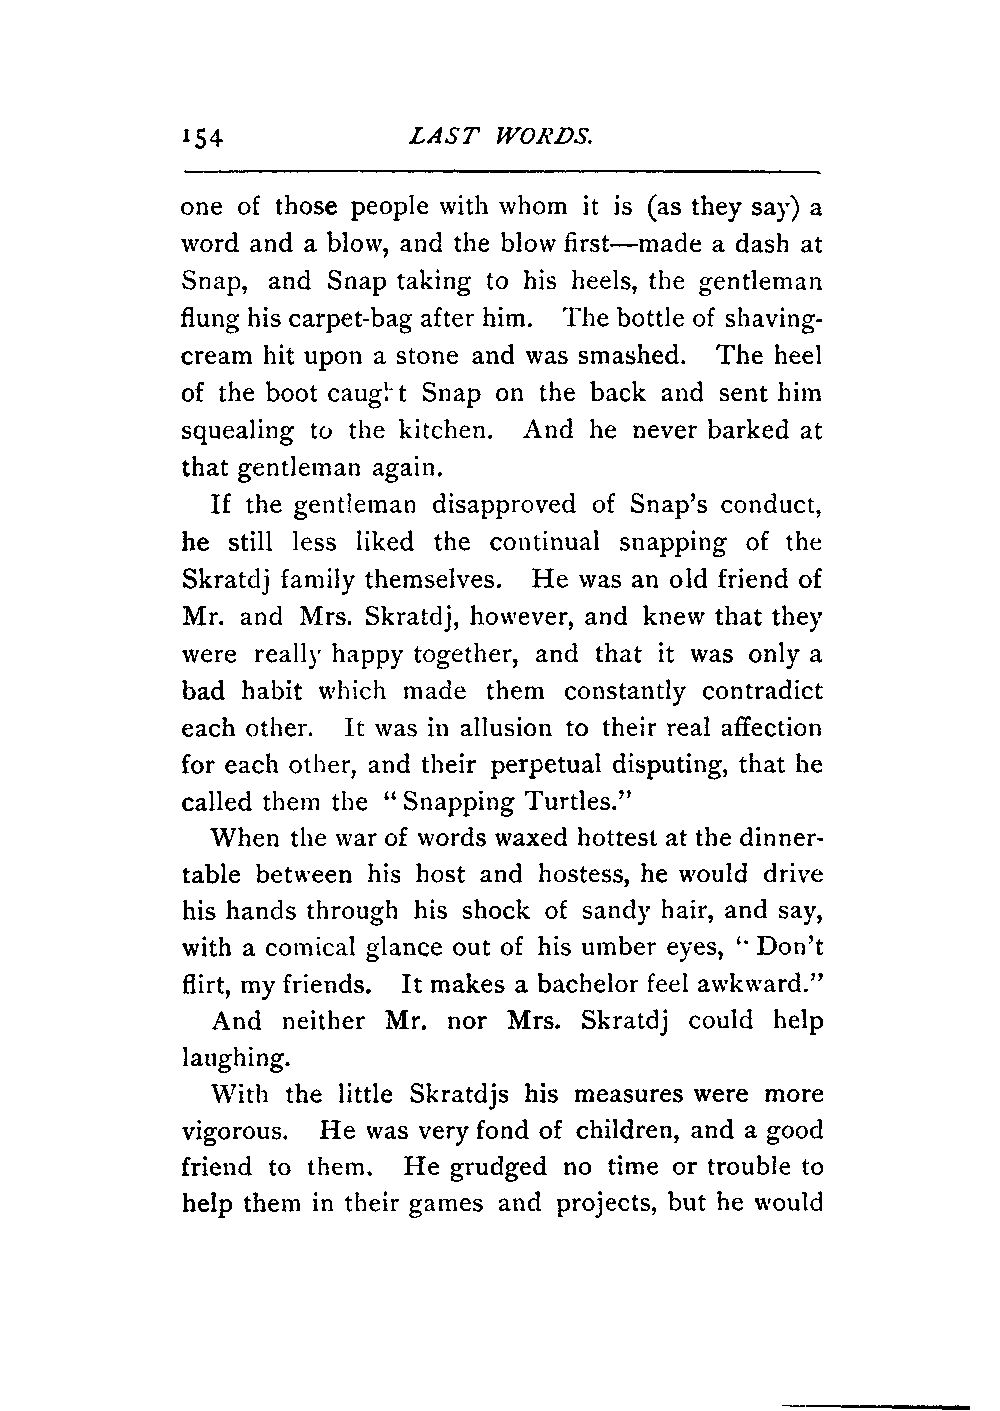 154 LAST WORDS.
one of those people with whom it is (as they say) a
word and a blow, and the blow first—made a dash at
Snap, and Snap taking to his heels, the gentleman
flung his carpet-bag after him. The bottle of shaving-
cream hit upon a stone and was smashed. The heel
of the boot caught Snap on the back and sent him
squealing to the kitchen. And he never barked at
that gentleman again.
If the gentleman disapproved of Snap's conduct,
he still less liked the continual snapping of the
Skratdj family themselves. He was an old friend of
Mr. and Mrs. Skratdj, however, and knew that they
were really happy together, and that it was only a
bad habit which made them constantly contradict
each other. It was in allusion to their real affection
for each other, and their perpetual disputing, that he
called them the "Snapping Turtles."
When the war of words waxed hottest at the dinner-
table between his host and hostess, he would drive
his hands through his shock of sandy hair, and say,
with a comical glance out of his umber eyes, "Don't
flirt, my friends. It makes a bachelor feel awkward."
And neither Mr. nor Mrs. Skratdj could help
laughing.
With the little Skratdjs his measures were more
vigorous. He was very fond of children, and a good
friend to them. He grudged no time or trouble to
help them in their games and projects, but he would